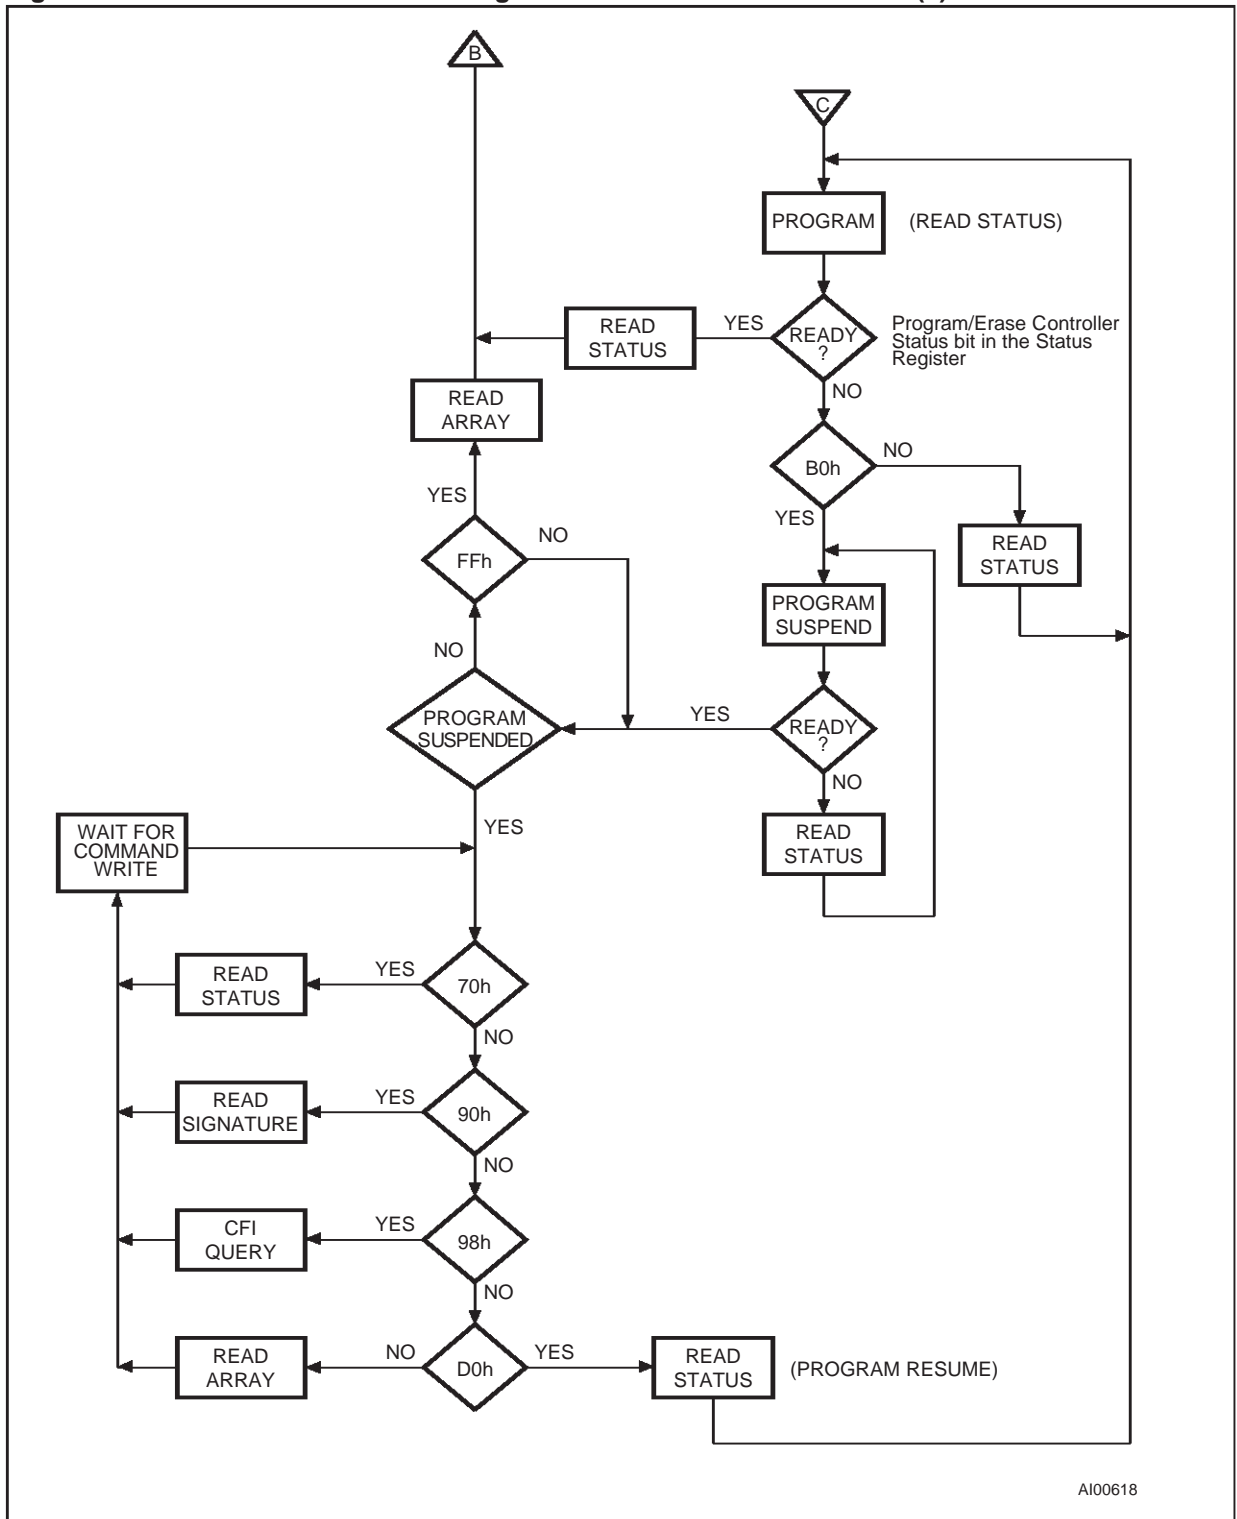 B
C
PROGRAM
(READ STATUS)
READ
STATUS
YES
READY
?
Program/Erase Controller
Status bit in the Status
Register
NO
READ
ARRAY
B0h
NO
YES
YES
FFh
NO
READ
STATUS
PROGRAM
SUSPEND
NO
PROGRAM
SUSPENDED
YES
READY
?
NO
YES
WAIT FOR
COMMAND
WRITE
READ
STATUS
READ
STATUS
YES
70h
NO
READ
SIGNATURE
YES
90h
NO
CFI
QUERY
YES
98h
NO
READ
ARRAY
NO
D0h
YES
READ
STATUS
(PROGRAM RESUME)
AI00618